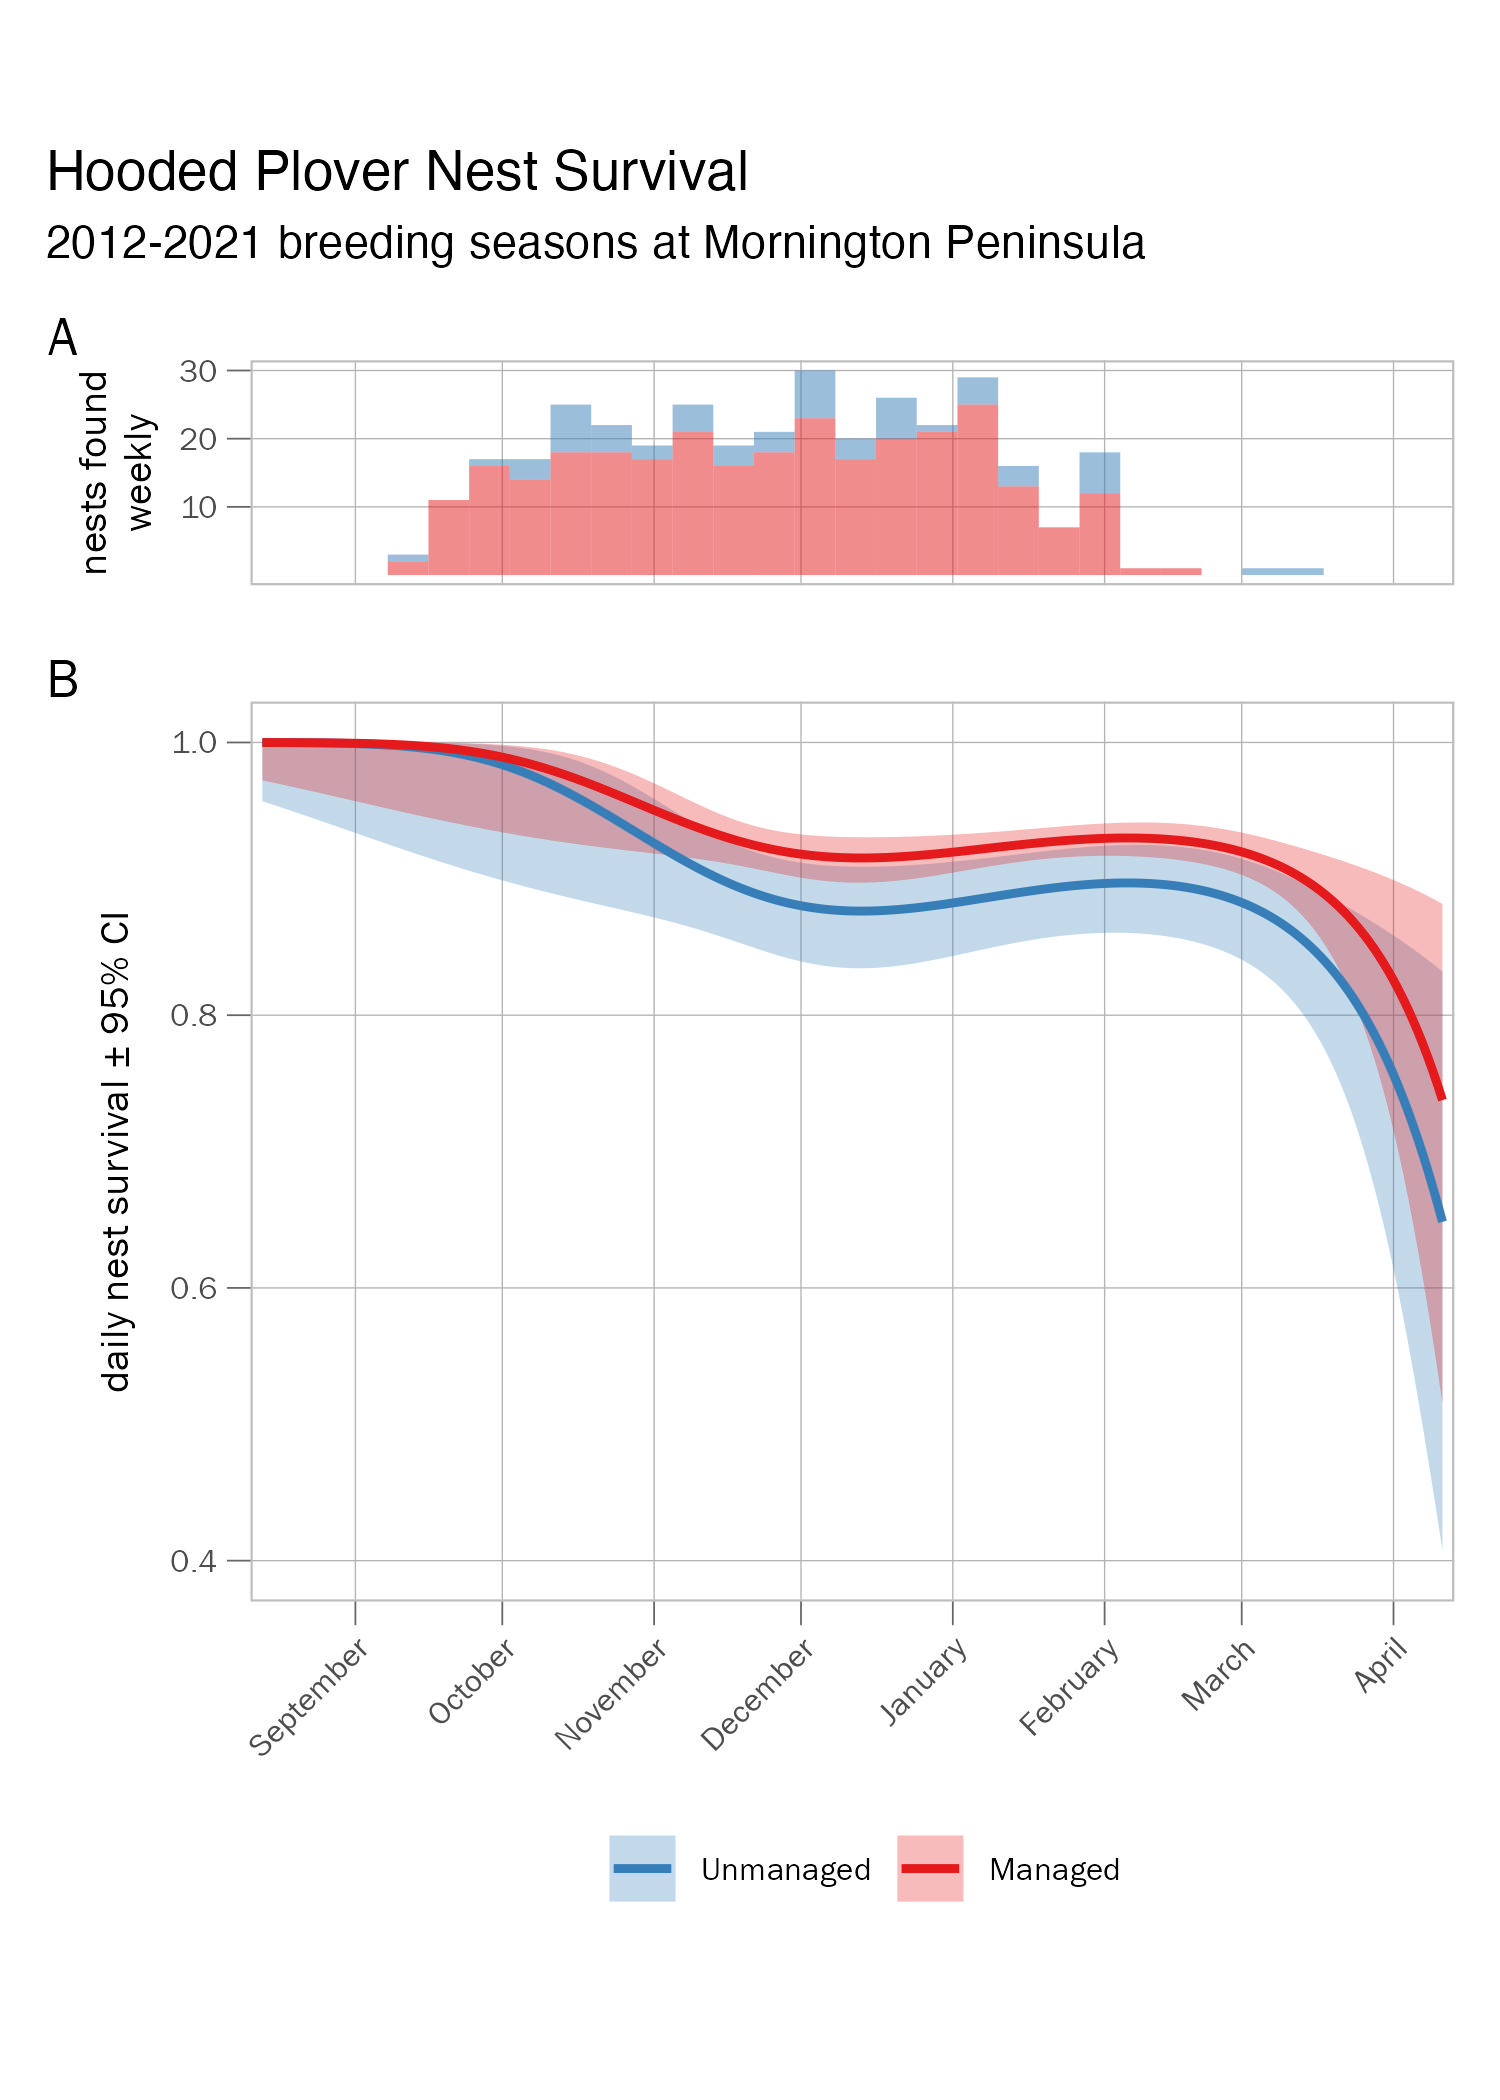 Hooded Plover Nest Survival
2012-2021 breeding seasons at Mornington Peninsula
A
nests found
weekly
30
20
10
B
daily nest survival ± 95% CI
1.0
0.8
0.6
0.4
September
October
November
December
January
February
March
April
Unmanaged
Managed